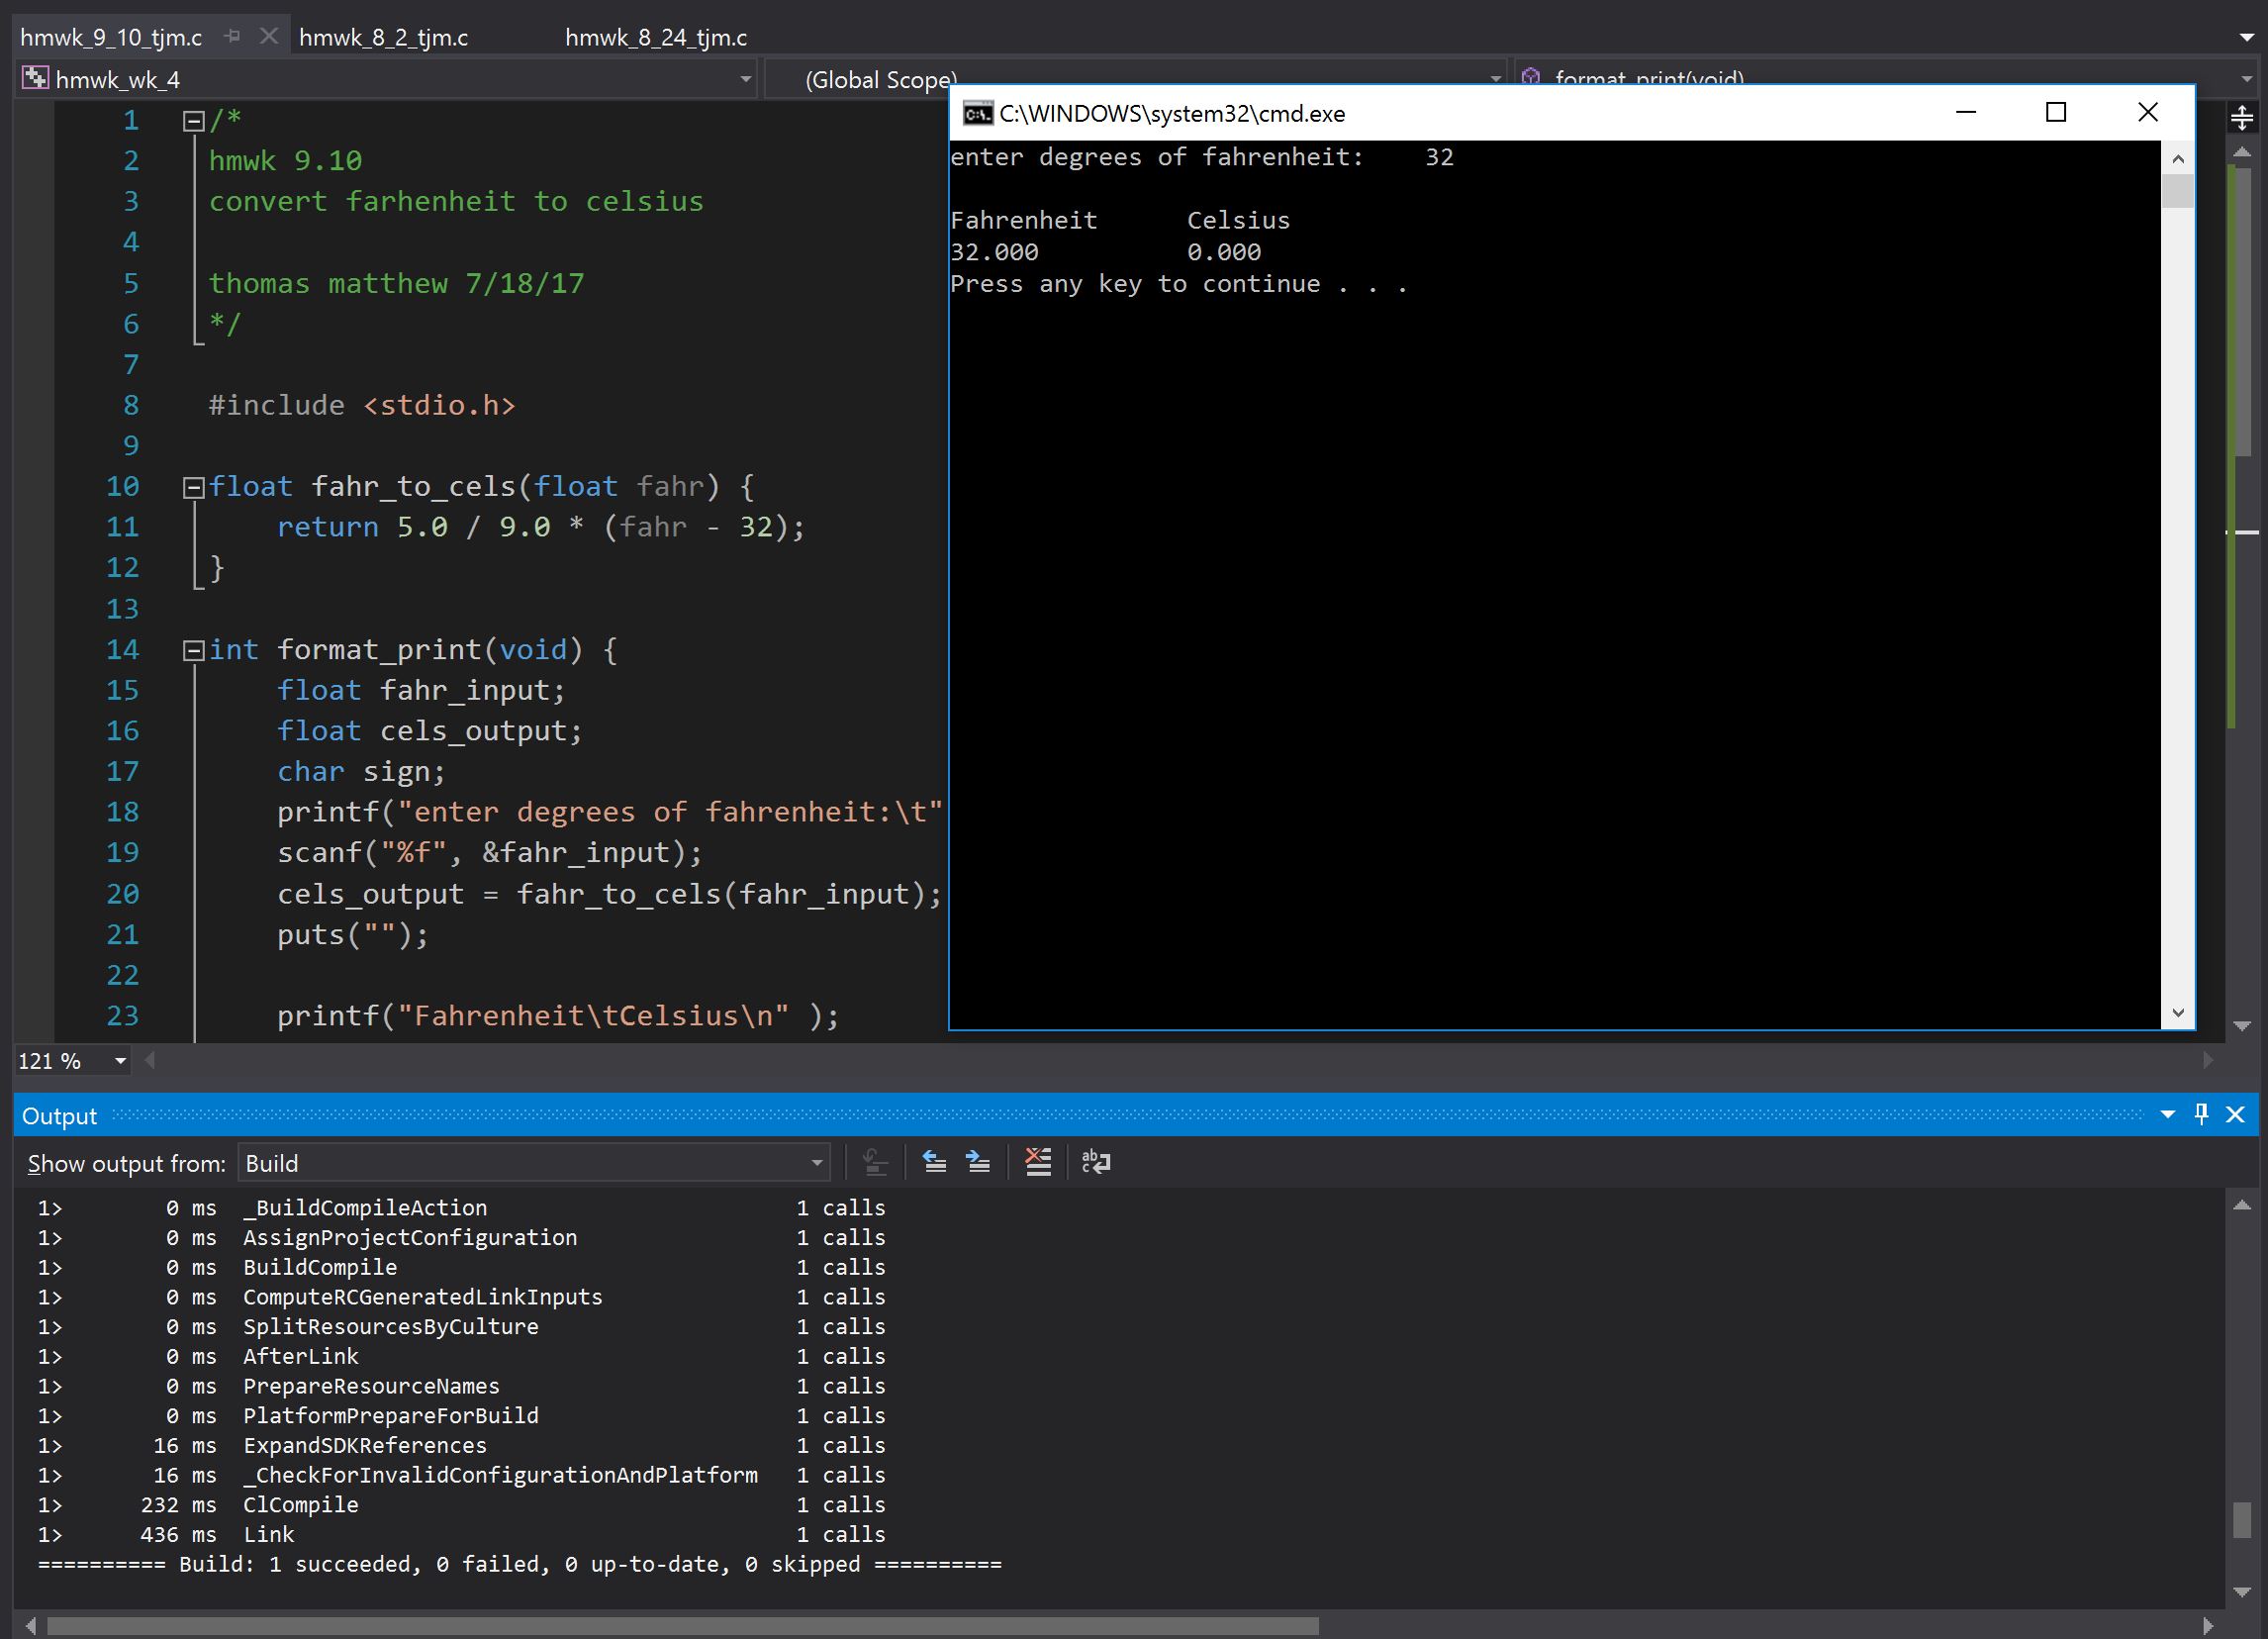 hmwk_9_10_tjm.c
hmwk_8_2_tjm.c
hmwk_8_24_tjm.c
hmwk_wk_4
(Global Scope)
format_print(void)
1 /*
2 hmwk 9.10
3 convert farhenheit to celsius
4
5 thomas matthew 7/18/17
6 */
7
8 #include <stdio.h>
9
10 float fahr_to_cels(float fahr) {
11 return 5.0 / 9.0 * (fahr - 32);
12 }
13
14 int format_print(void) {
15 float fahr_input;
16 float cels_output;
17 char sign;
18 printf("enter degrees of fahrenheit:\t"
19 scanf("%f", &fahr_input);
20 cels_output = fahr_to_cels(fahr_input);
21 puts("");
22
23 printf("Fahrenheit\tCelsius\n" );
C:\WINDOWS\system32\cmd.exe
enter degrees of fahrenheit: 32
Fahrenheit Celsius
32.000 0.000
Press any key to continue . . .
121 %
Output
Show output from: Build
1> 0 ms _BuildCompileAction 1 calls
1> 0 ms AssignProjectConfiguration 1 calls
1> 0 ms BuildCompile 1 calls
1> 0 ms ComputeRCGeneratedLinkInputs 1 calls
1> 0 ms SplitResourcesByCulture 1 calls
1> 0 ms AfterLink 1 calls
1> 0 ms PrepareResourceNames 1 calls
1> 0 ms PlatformPrepareForBuild 1 calls
1> 16 ms ExpandSDKReferences 1 calls
1> 16 ms _CheckForInvalidConfigurationAndPlatform 1 calls
1> 232 ms ClCompile 1 calls
1> 436 ms Link 1 calls
========== Build: 1 succeeded, 0 failed, 0 up-to-date, 0 skipped ==========